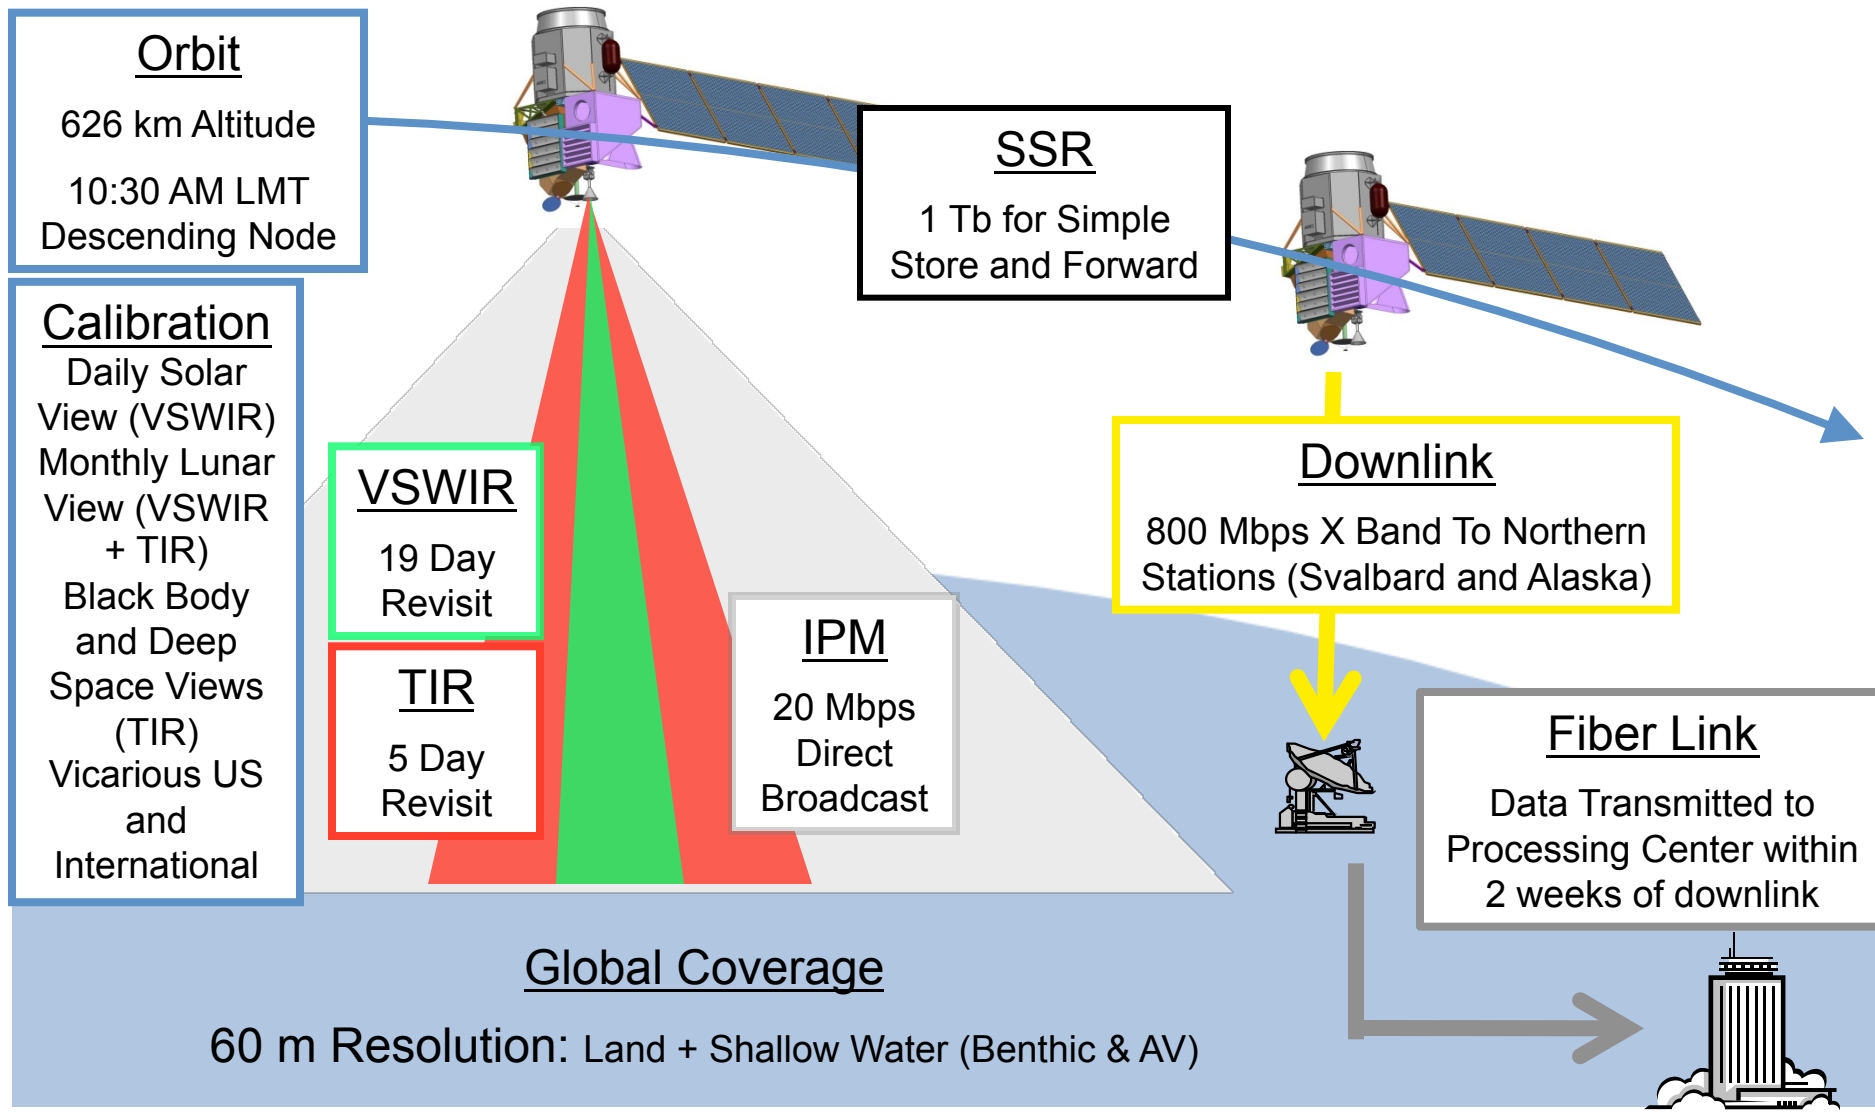 Orbit
626 km Altitude
10:30 AM LMT
Descending Node
Calibration
Daily Solar
View (VSWIR)
Monthly Lunar
View (VSWIR
+ TIR)
Black Body
and Deep
Space Views
(TIR)
Vicarious US
and
International
VSWIR
19 Day
Revisit
TIR
5 Day
Revisit
IPM
20 Mbps
Direct
Broadcast
SSR
1 Tb for Simple
Store and Forward
Downlink
800 Mbps X Band To Northern
Stations (Svalbard and Alaska)
Fiber Link
Data Transmitted to
Processing Center within
2 weeks of downlink
Global Coverage
60 m Resolution: Land + Shallow Water (Benthic & AV)